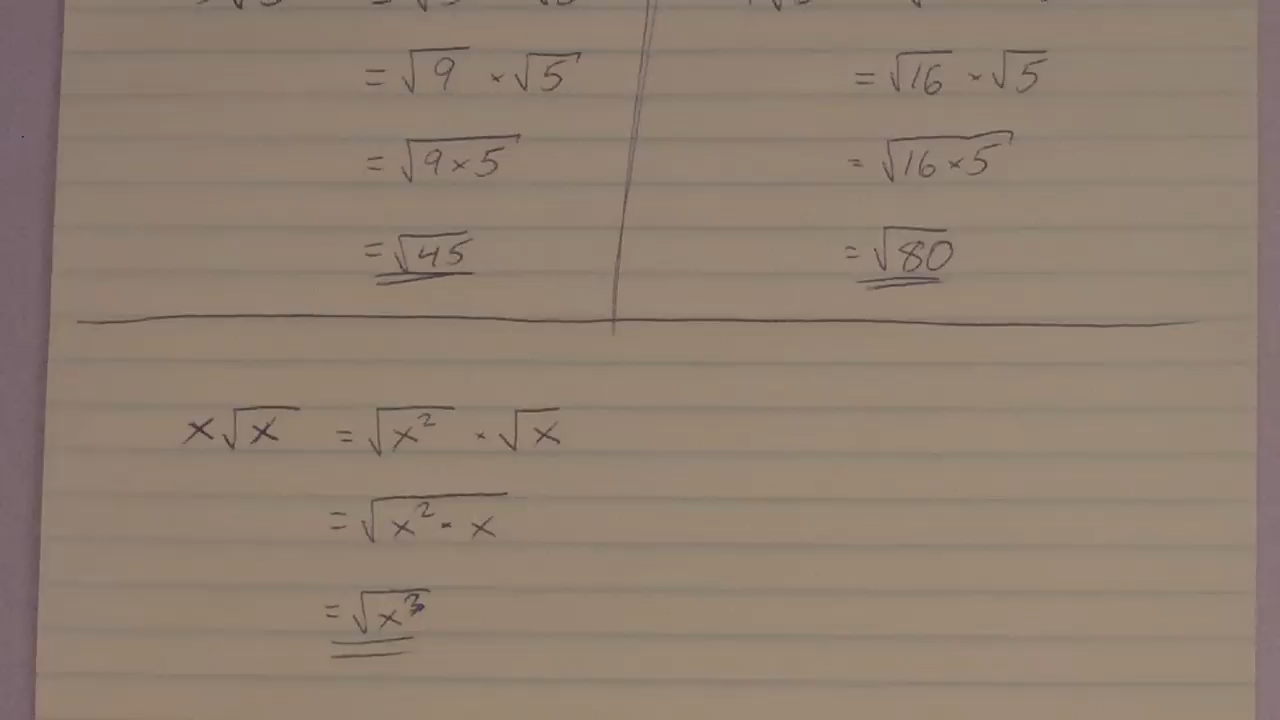 = √9 · √5
= √(9×5)
= √45
= √16 · √5
= √(16×5)
= √80
x√x = √x² · √x
= √(x² · x)
= √x³